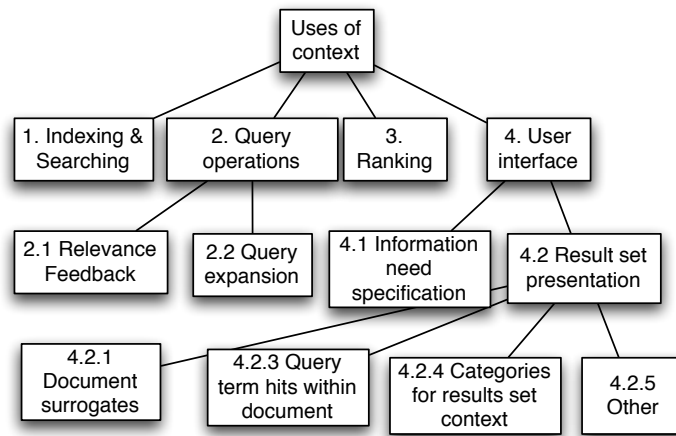 Uses of
context
1. Indexing &
Searching
2. Query
operations
3.
Ranking
4. User
interface
2.1 Relevance
Feedback
2.2 Query
expansion
4.1 Information
need
specification
4.2 Result set
presentation
4.2.1
Document
surrogates
4.2.3 Query
term hits within
document
4.2.4 Categories
for results set
context
4.2.5
Other